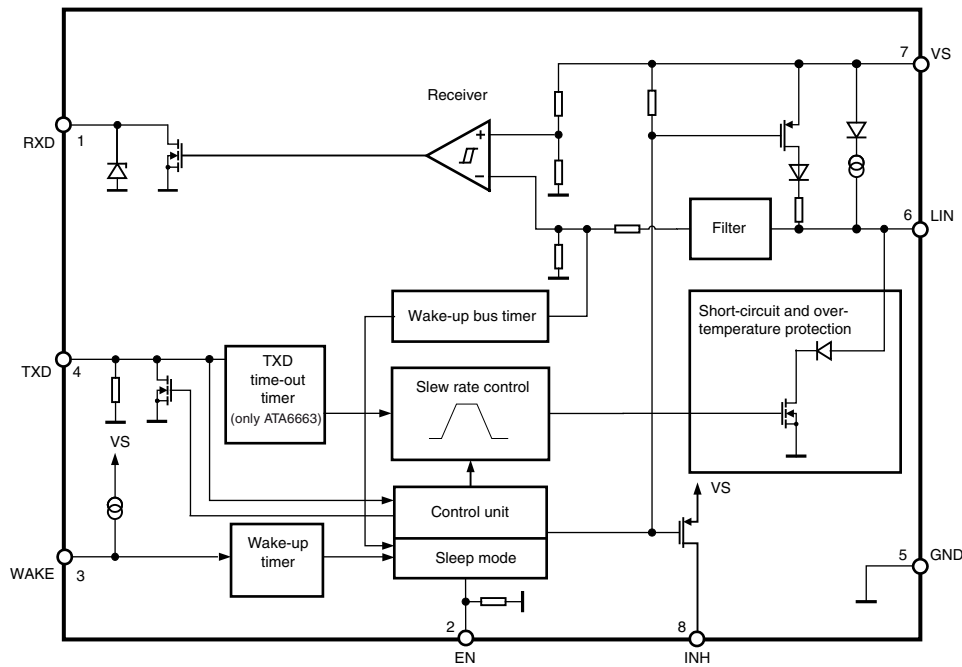 7
VS
Receiver
RXD
1
+
−
6
LIN
Filter
Wake-up bus timer
Short-circuit and over-
temperature protection
TXD
4
TXD
time-out
timer
(only ATA6663)
Slew rate control
VS
VS
Control unit
Sleep mode
Wake-up
timer
WAKE
3
5
GND
2
EN
8
INH